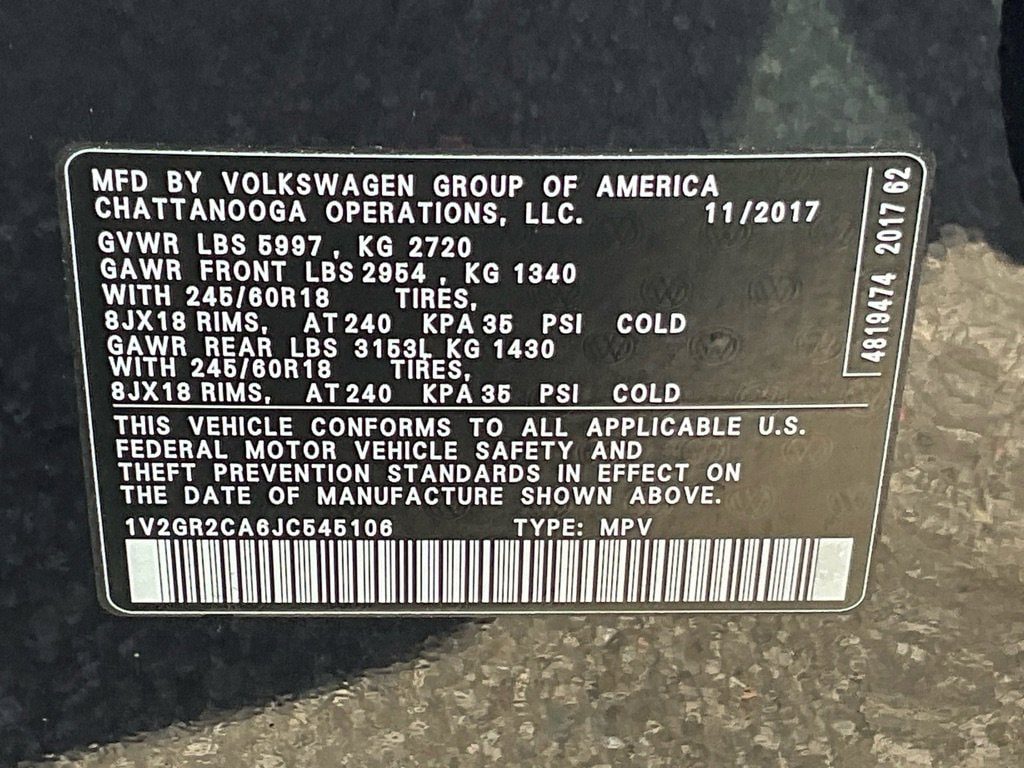 MFD BY VOLKSWAGEN GROUP OF AMERICA
CHATTANOOGA OPERATIONS, LLC. 11/2017
GVWR LBS 5997, KG 2720
GAWR FRONT LBS 2954, KG 1340
WITH 245/60R18 TIRES,
8JX18 RIMS, AT 240 KPA 35 PSI COLD
GAWR REAR LBS 3153L KG 1430
WITH 245/60R18 TIRES,
8JX18 RIMS, AT 240 KPA 35 PSI COLD
THIS VEHICLE CONFORMS TO ALL APPLICABLE U.S.
FEDERAL MOTOR VEHICLE SAFETY AND
THEFT PREVENTION STANDARDS IN EFFECT ON
THE DATE OF MANUFACTURE SHOWN ABOVE.
1V2GR2CA6JC545106 TYPE: MPV
4819474 2017 62